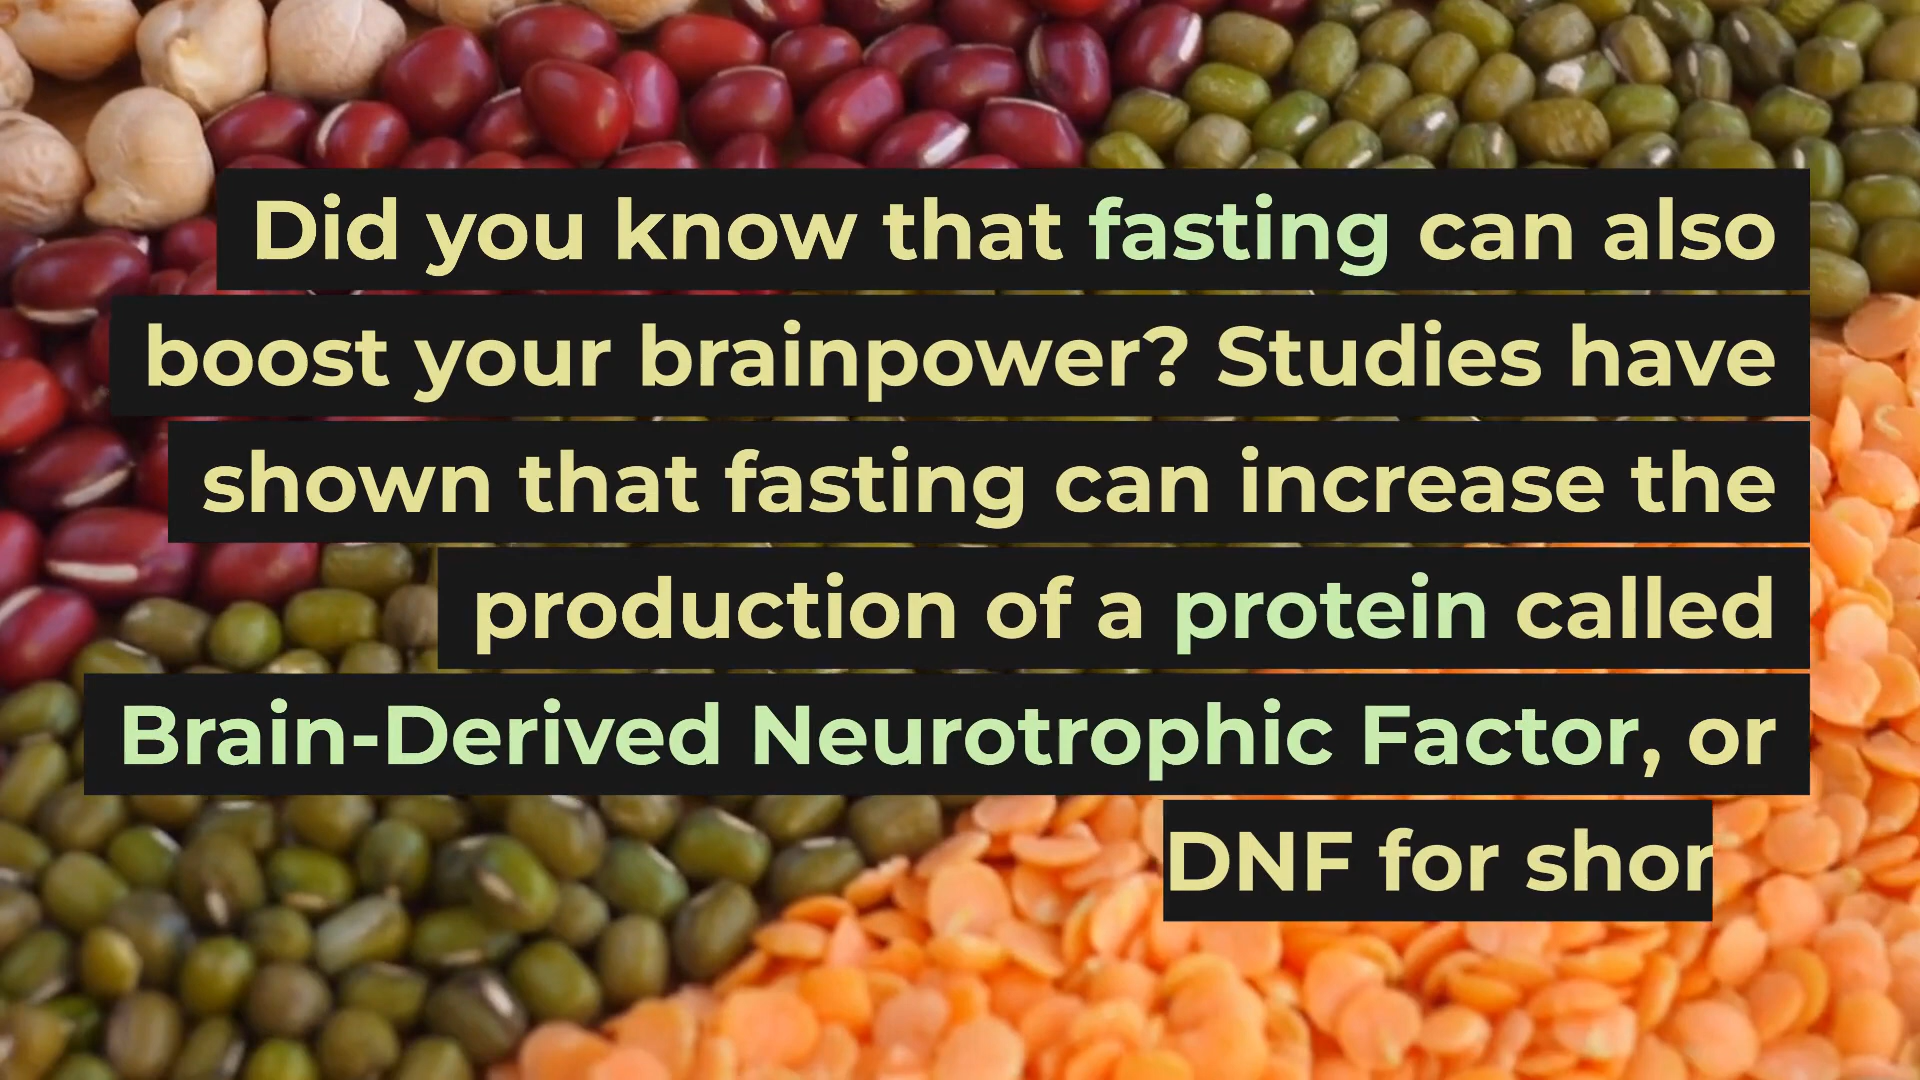 Did you know that fasting can also
boost your brainpower? Studies have
shown that fasting can increase the
production of a protein called
Brain-Derived Neurotrophic Factor, or
DNF for shor